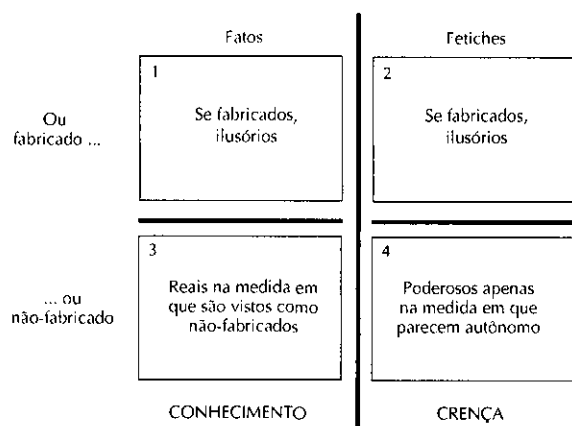 Fatos
Fetiches
1
Se fabricados,
ilusórios
2
Se fabricados,
ilusórios
Ou
fabricado ...
3
Reais na medida em
que são vistos como
não-fabricados
4
Poderosos apenas
na medida em que
parecem autônomo
... ou
não-fabricado
CONHECIMENTO
CRENÇA